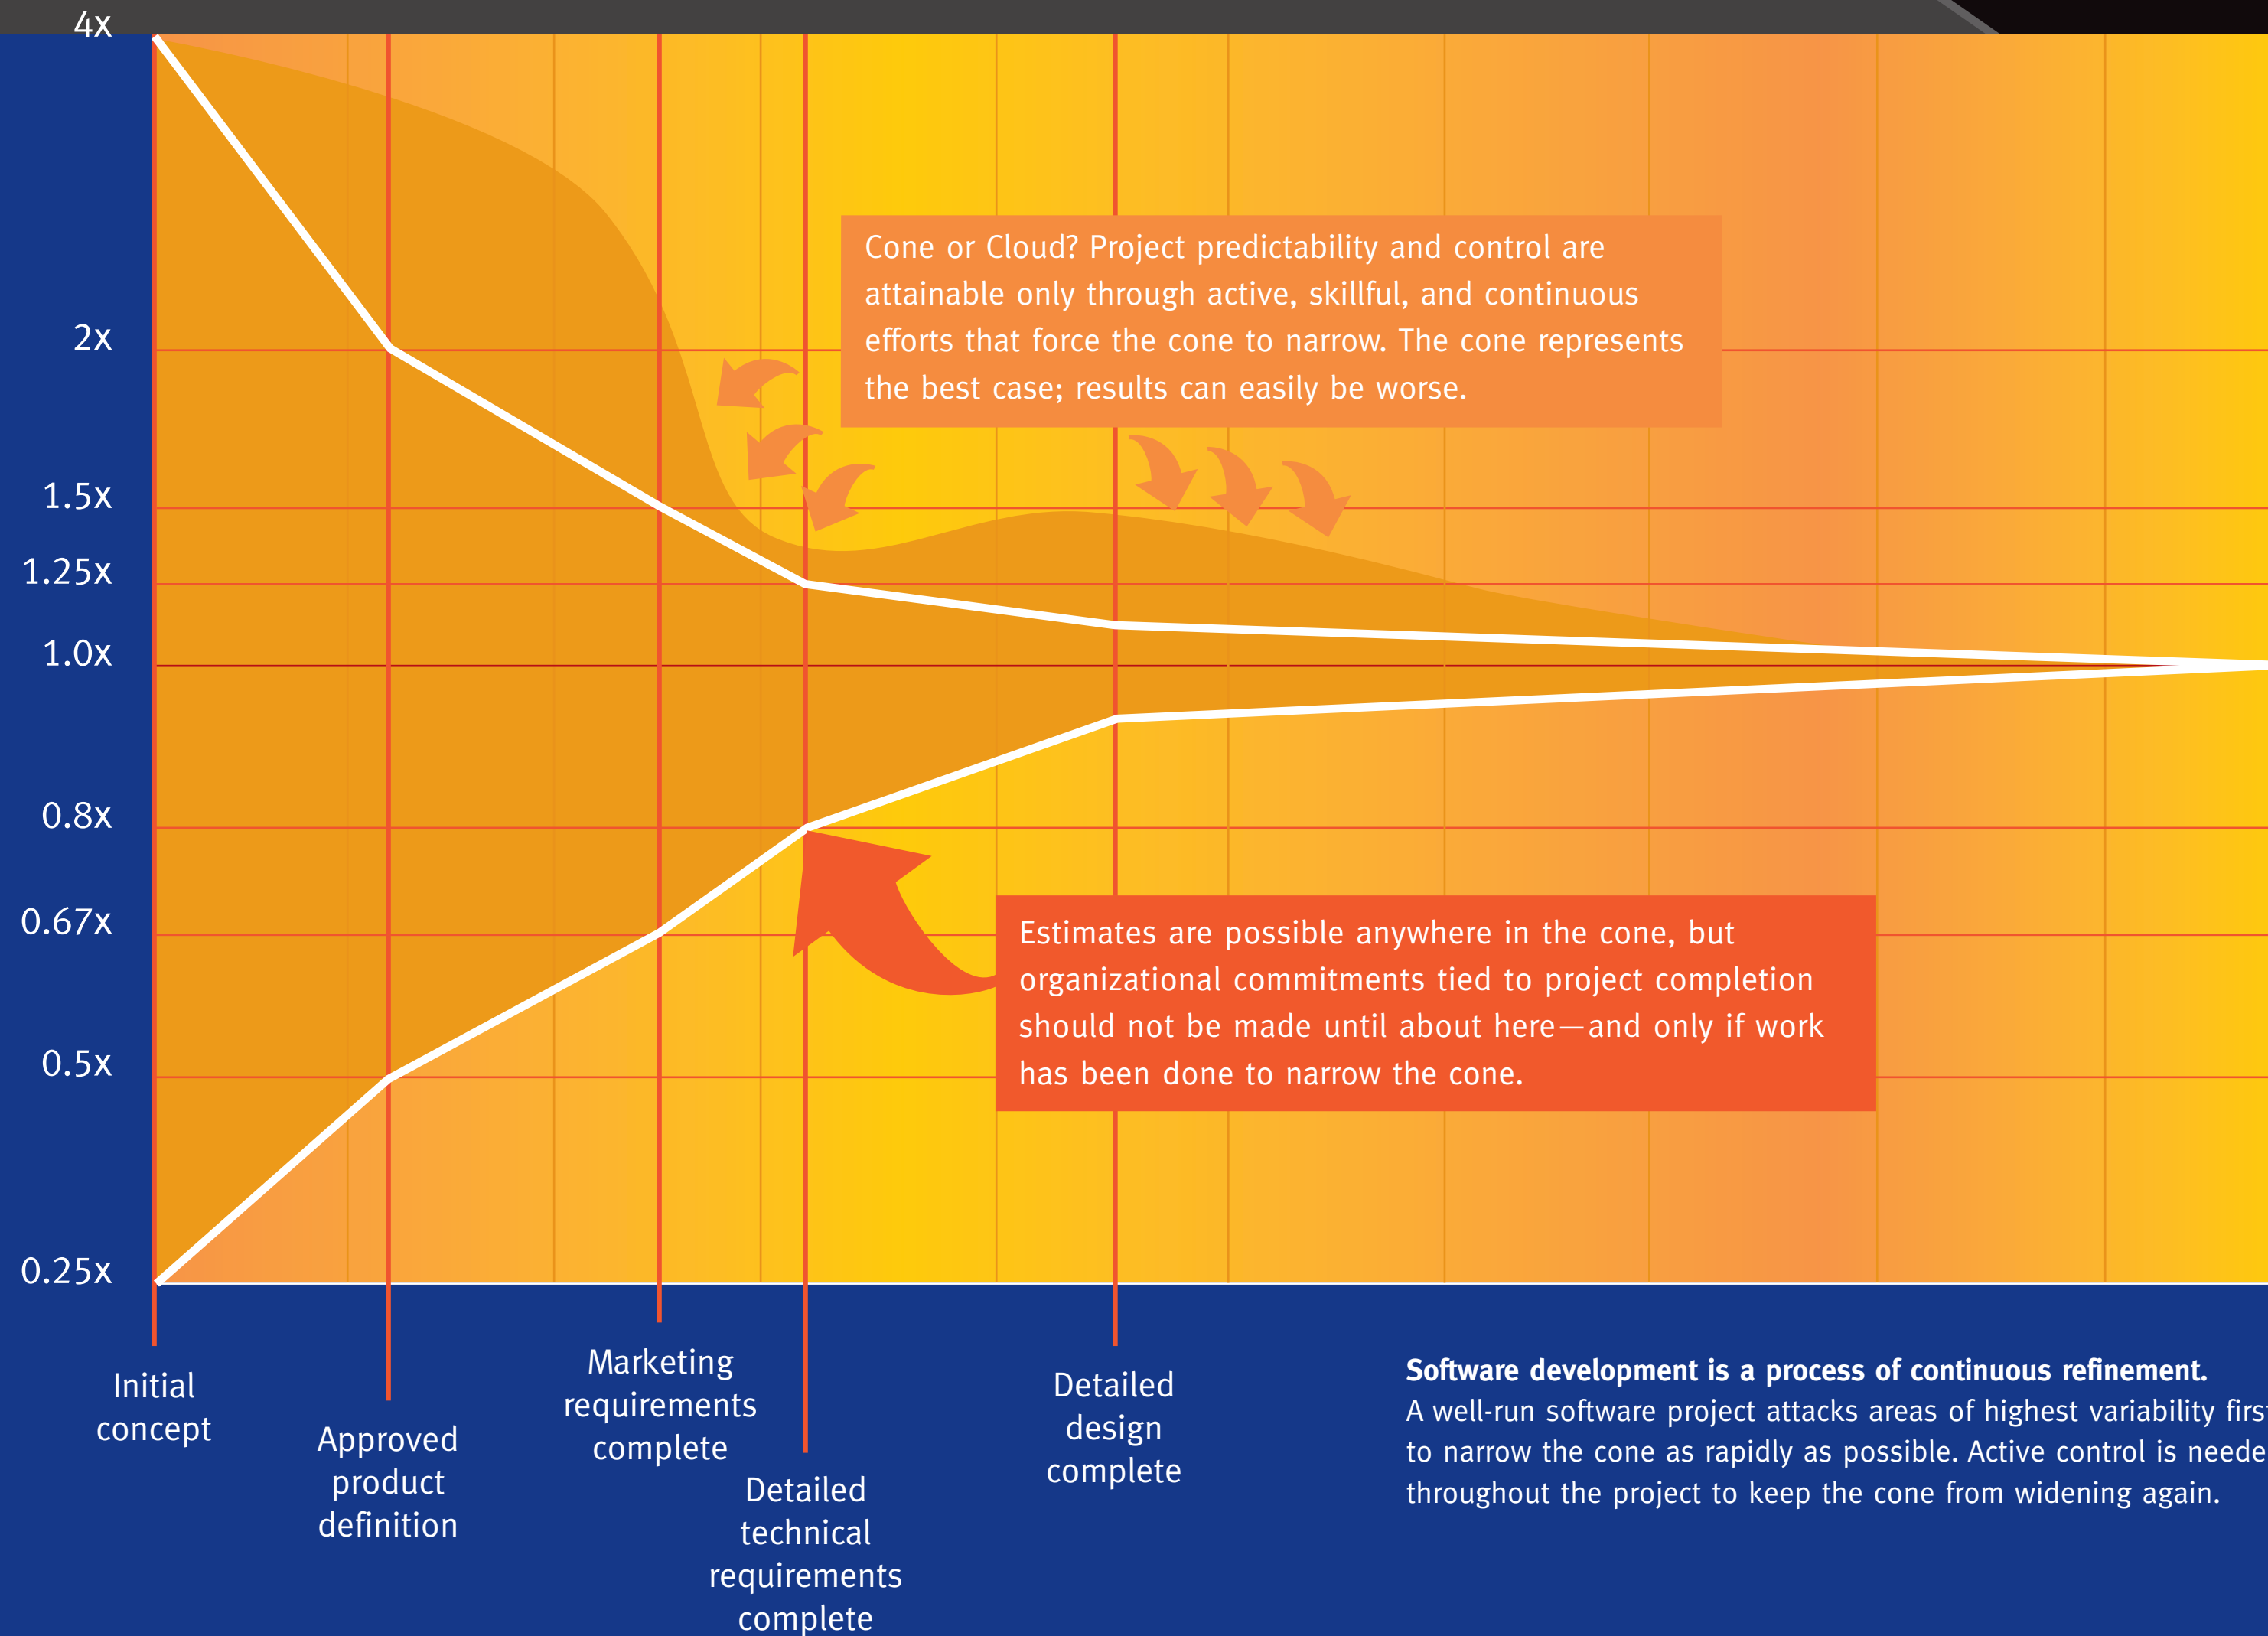 4x
2x
1.5x
1.25x
1.0x
0.8x
0.67x
0.5x
0.25x
Cone or Cloud? Project predictability and control are
attainable only through active, skillful, and continuous
efforts that force the cone to narrow. The cone represents
the best case; results can easily be worse.
Estimates are possible anywhere in the cone, but
organizational commitments tied to project completion
should not be made until about here—and only if work
has been done to narrow the cone.
Initial
concept
Approved
product
definition
Marketing
requirements
complete
Detailed
technical
requirements
complete
Detailed
design
complete
Software development is a process of continuous refinement.
A well-run software project attacks areas of highest variability first
to narrow the cone as rapidly as possible. Active control is neede
throughout the project to keep the cone from widening again.